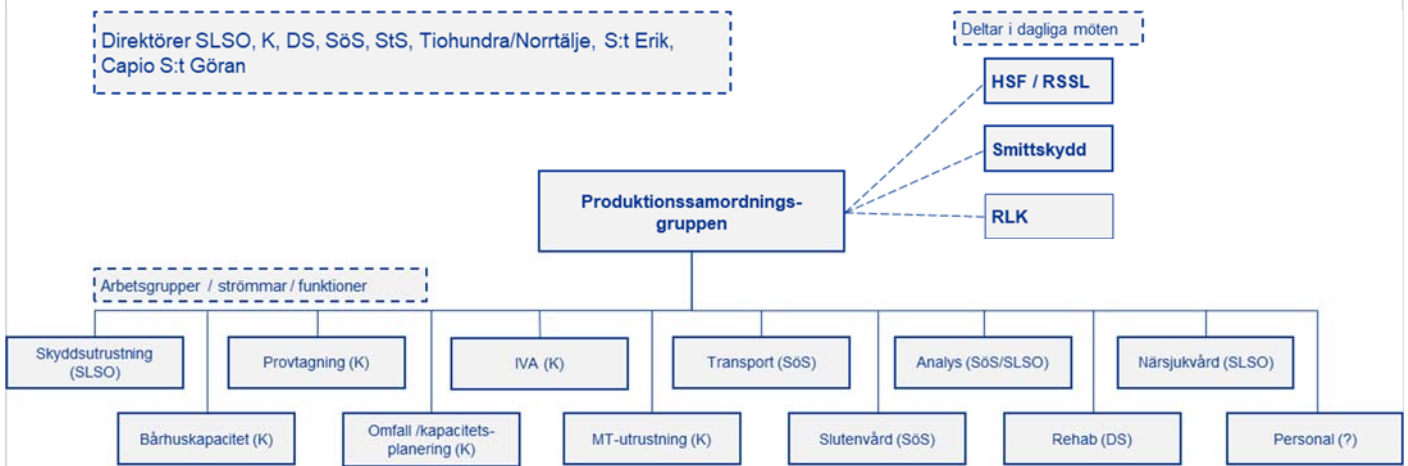 Direktörer SLSO, K, DS, SöS, StS, Tiohundra/Norrtälje, S:t Erik,
Capio S:t Göran
Deltar i dagliga möten
HSF / RSSL
Smittskydd
RLK
Produktionssamordnings-
gruppen
Arbetsgrupper / strömmar / funktioner
Skyddsutrustning
(SLSO)
Provtagning (K)
IVA (K)
Transport (SöS)
Analys (SöS/SLSO)
Närsjukvård (SLSO)
Bårhuskapacitet (K)
Omfall /kapacitets-
planering (K)
MT-utrustning (K)
Slutenvård (SöS)
Rehab (DS)
Personal (?)